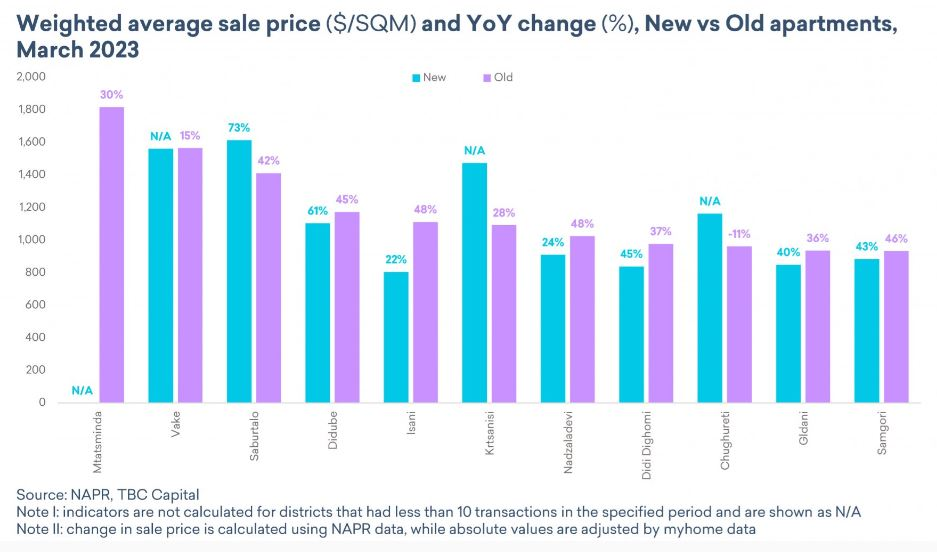 Weighted average sale price ($/SQM) and YoY change (%), New vs Old apartments,
March 2023
New
Old
2,000
1,800
1,600
1,400
1,200
1,000
800
600
400
200
0
N/A
30%
N/A
15%
73%
42%
61%
45%
22%
48%
N/A
28%
24%
48%
45%
37%
N/A
-11%
40%
36%
43%
46%
Mtatsminda
Vake
Saburtalo
Didube
Isani
Krtsanisi
Nadzaladevi
Didi Dighomi
Chughureti
Gldani
Samgori
Source: NAPR, TBC Capital
Note I: indicators are not calculated for districts that had less than 10 transactions in the specified period and are shown as N/A
Note II: change in sale price is calculated using NAPR data, while absolute values are adjusted by myhome data